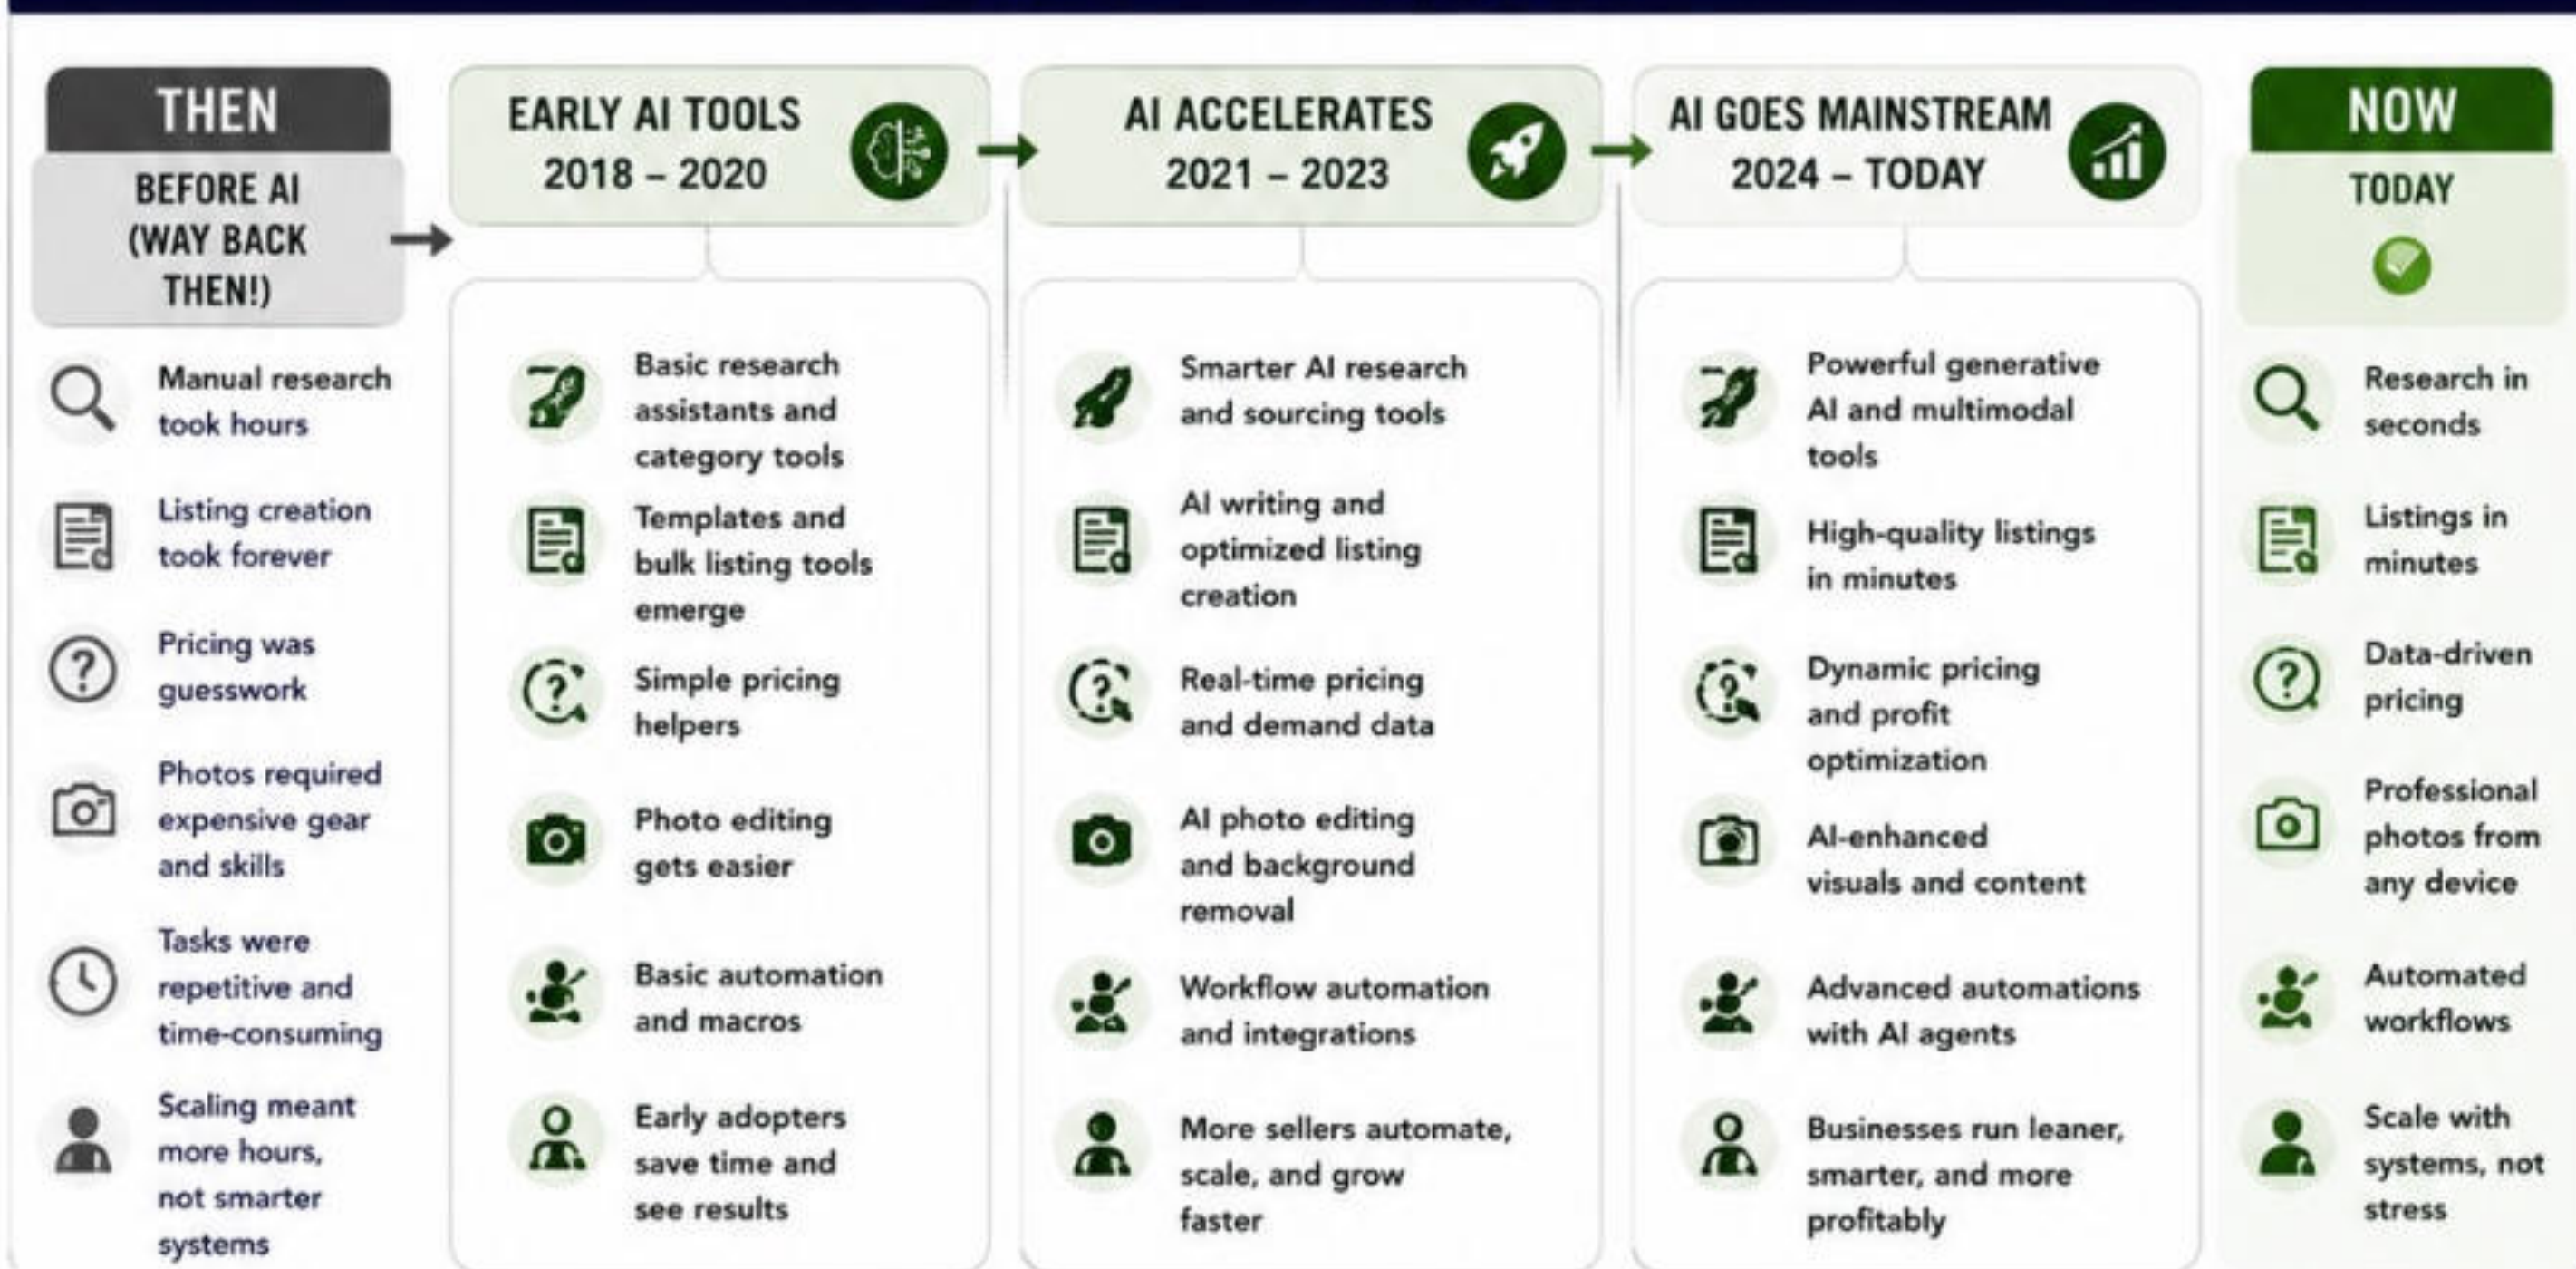 THEN
BEFORE AI
(WAY BACK
THEN!)
Manual research
took hours
Listing creation
took forever
Pricing was
guesswork
Photos required
expensive gear
and skills
Tasks were
repetitive and
time-consuming
Scaling meant
more hours,
not smarter
systems
EARLY AI TOOLS
2018 – 2020
Basic research
assistants and
category tools
Templates and
bulk listing tools
emerge
Simple pricing
helpers
Photo editing
gets easier
Basic automation
and macros
Early adopters
save time and
see results
AI ACCELERATES
2021 – 2023
Smarter AI research
and sourcing tools
AI writing and
optimized listing
creation
Real-time pricing
and demand data
AI photo editing
and background
removal
Workflow automation
and integrations
More sellers automate,
scale, and grow
faster
AI GOES MAINSTREAM
2024 – TODAY
Powerful generative
AI and multimodal
tools
High-quality listings
in minutes
Dynamic pricing
and profit
optimization
AI-enhanced
visuals and content
Advanced automations
with AI agents
Businesses run leaner,
smarter, and more
profitably
NOW
TODAY
Research in
seconds
Listings in
minutes
Data-driven
pricing
Professional
photos from
any device
Automated
workflows
Scale with
systems, not
stress